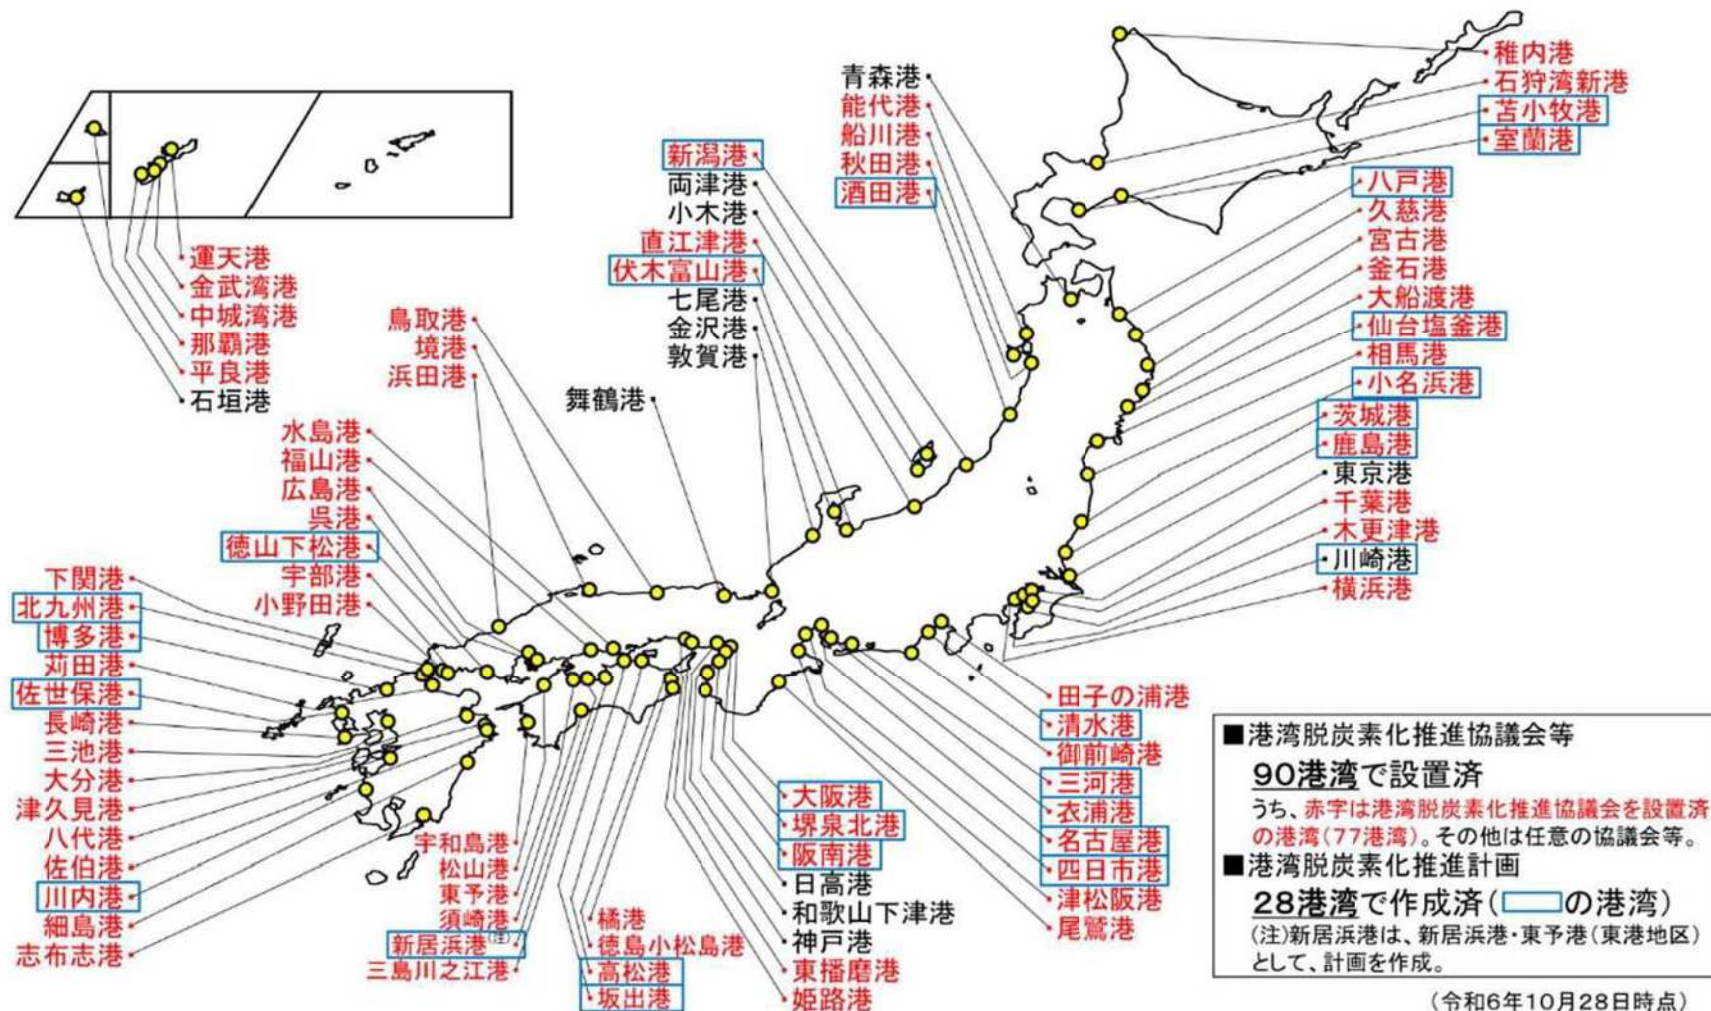 稚内港
石狩湾新港
苫小牧港
室蘭港
青森港
能代港
船川港
秋田港
酒田港
新潟港
両津港
小木港
直江津港
伏木富山港
七尾港
金沢港
敦賀港
舞鶴港
八戸港
久慈港
宮古港
釜石港
大船渡港
仙台塩釜港
相馬港
小名浜港
茨城港
鹿島港
東京港
千葉港
木更津港
川崎港
横浜港
運天港
金武湾港
中城湾港
那覇港
平良港
石垣港
鳥取港
境港
浜田港
水島港
福山港
広島港
呉港
徳山下松港
宇部港
小野田港
下関港
北九州港
博多港
苅田港
佐世保港
長崎港
三池港
大分港
津久見港
八代港
佐伯港
川内港
細島港
志布志港
宇和島港
松山港
東予港
須崎港
新居浜港(注)
三島川之江港
橘港
徳島小松島港
高松港
坂出港
大阪港
堺泉北港
阪南港
日高港
和歌山下津港
神戸港
東播磨港
姫路港
田子の浦港
清水港
御前崎港
三河港
衣浦港
名古屋港
四日市港
津松阪港
尾鷲港
■港湾脱炭素化推進協議会等
90港湾で設置済
うち、赤字は港湾脱炭素化推進協議会を設置済
の港湾(77港湾)。その他は任意の協議会等。
■港湾脱炭素化推進計画
28港湾で作成済(の港湾)
(注)新居浜港は、新居浜港・東予港(東港地区)
として、計画を作成。
(令和6年10月28日時点)